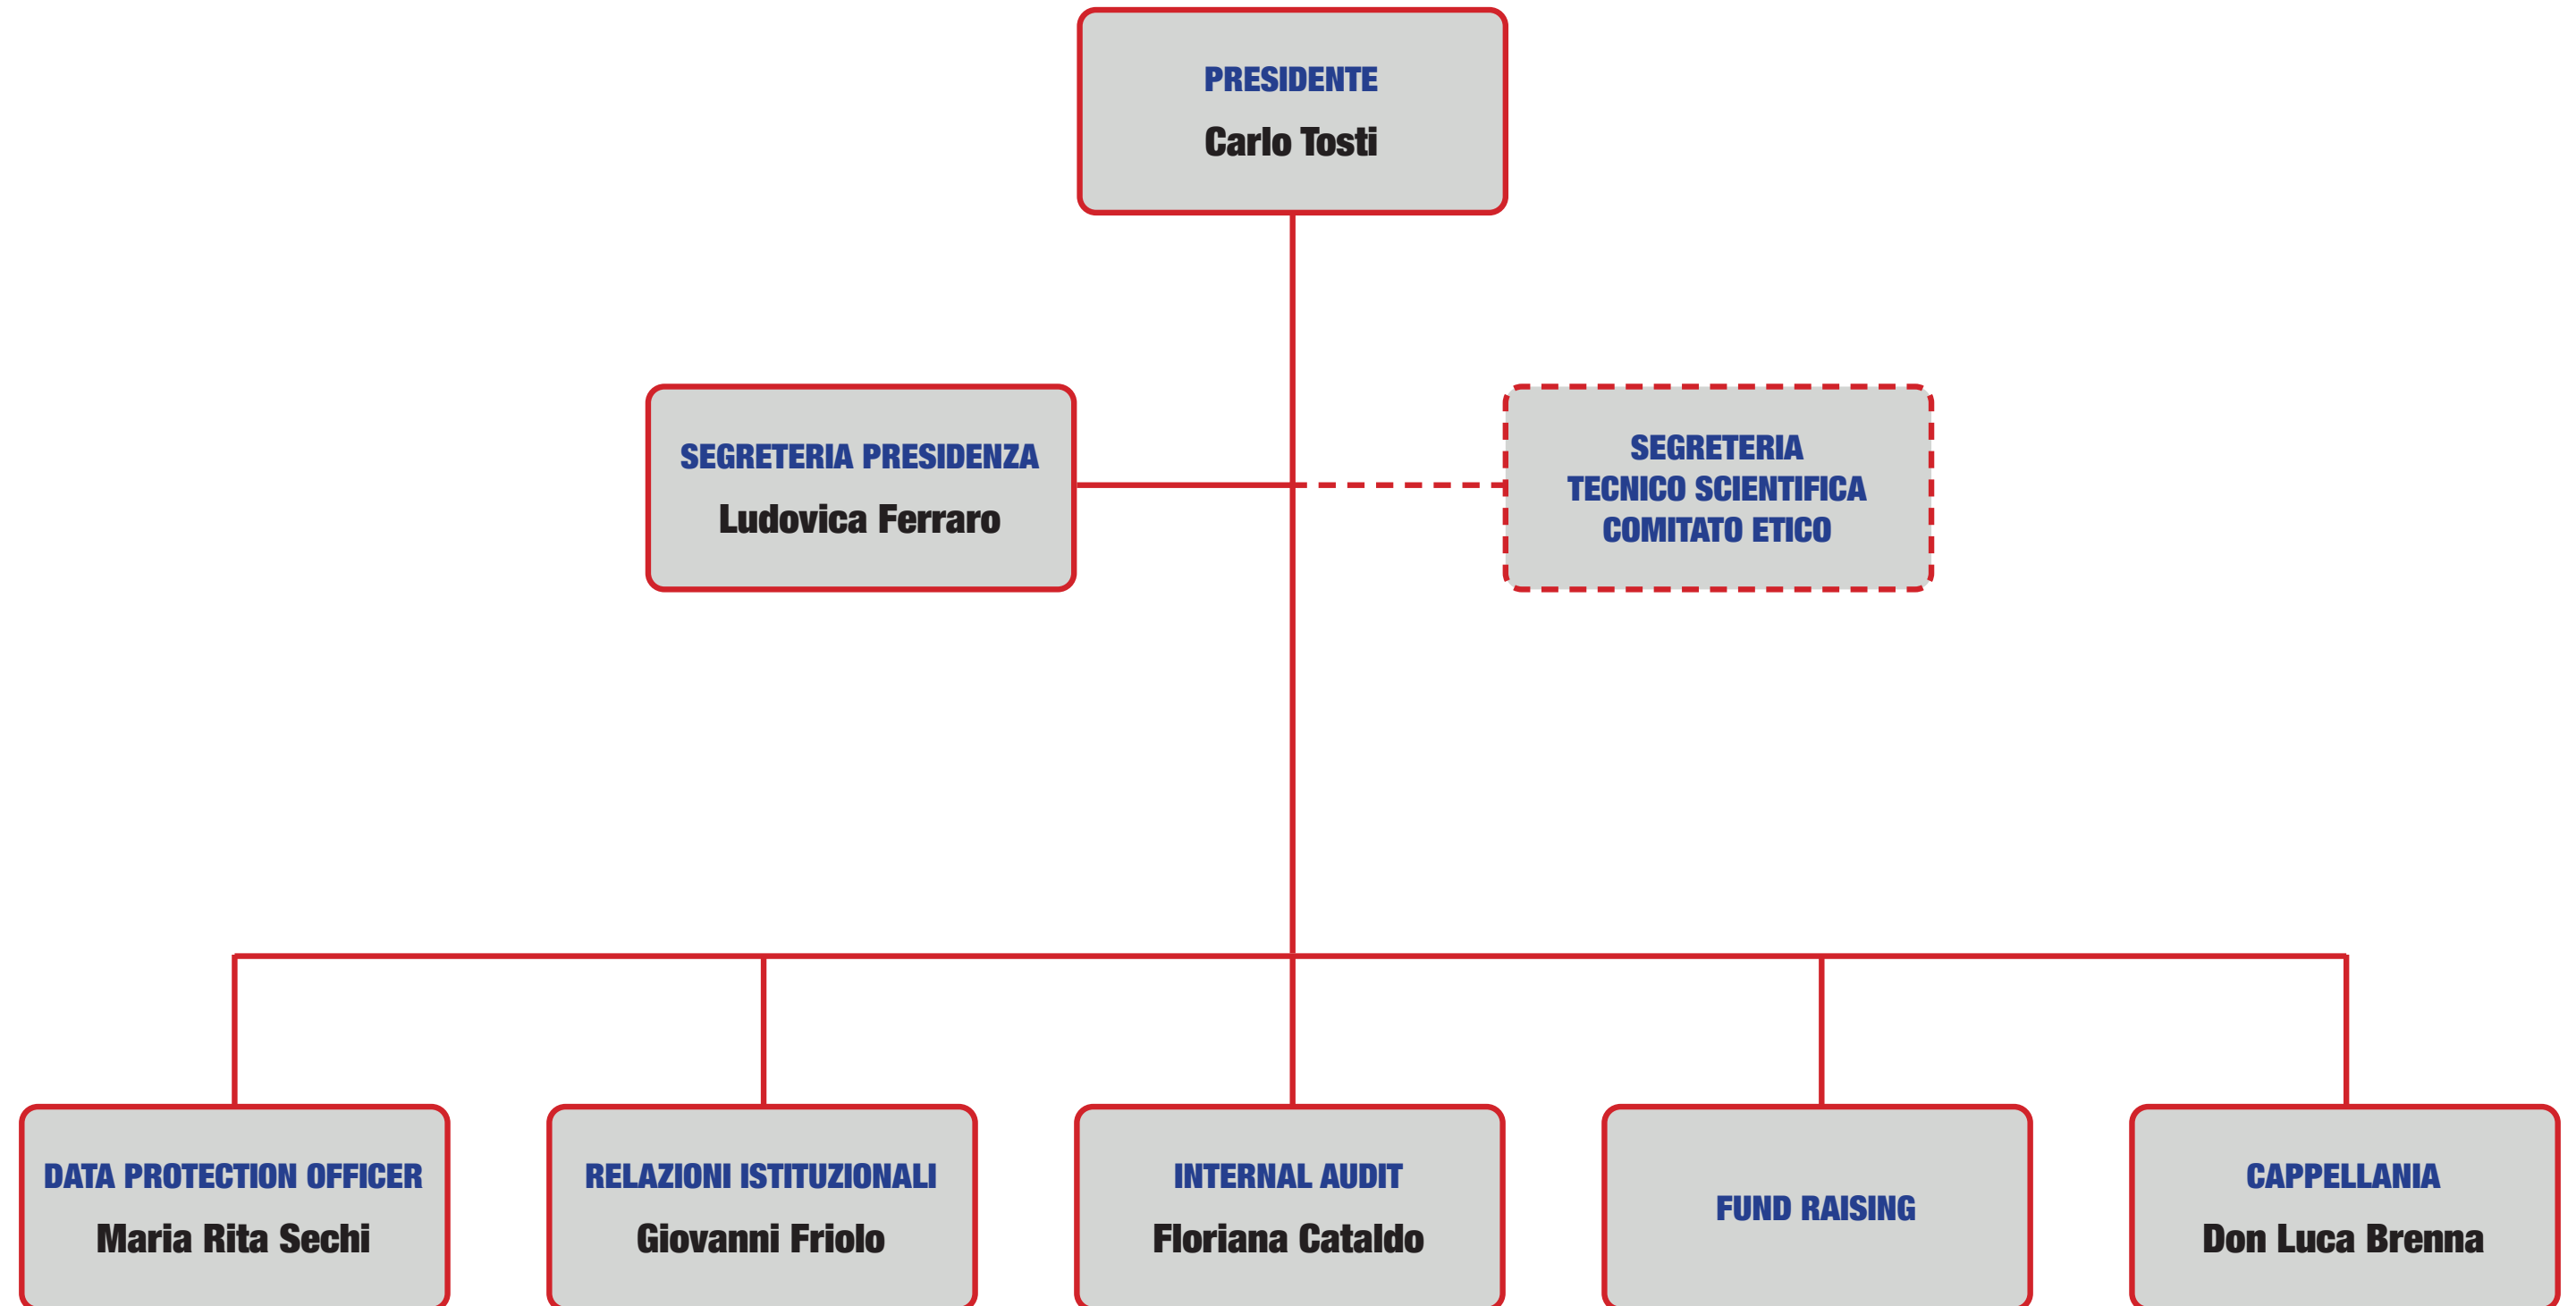 PRESIDENTE
Carlo Tosti
SEGRETERIA PRESIDENZA
Ludovica Ferraro
SEGRETERIA
TECNICO SCIENTIFICA
COMITATO ETICO
DATA PROTECTION OFFICER
Maria Rita Sechi
RELAZIONI ISTITUZIONALI
Giovanni Friolo
INTERNAL AUDIT
Floriana Cataldo
FUND RAISING
CAPPELLANIA
Don Luca Brenna